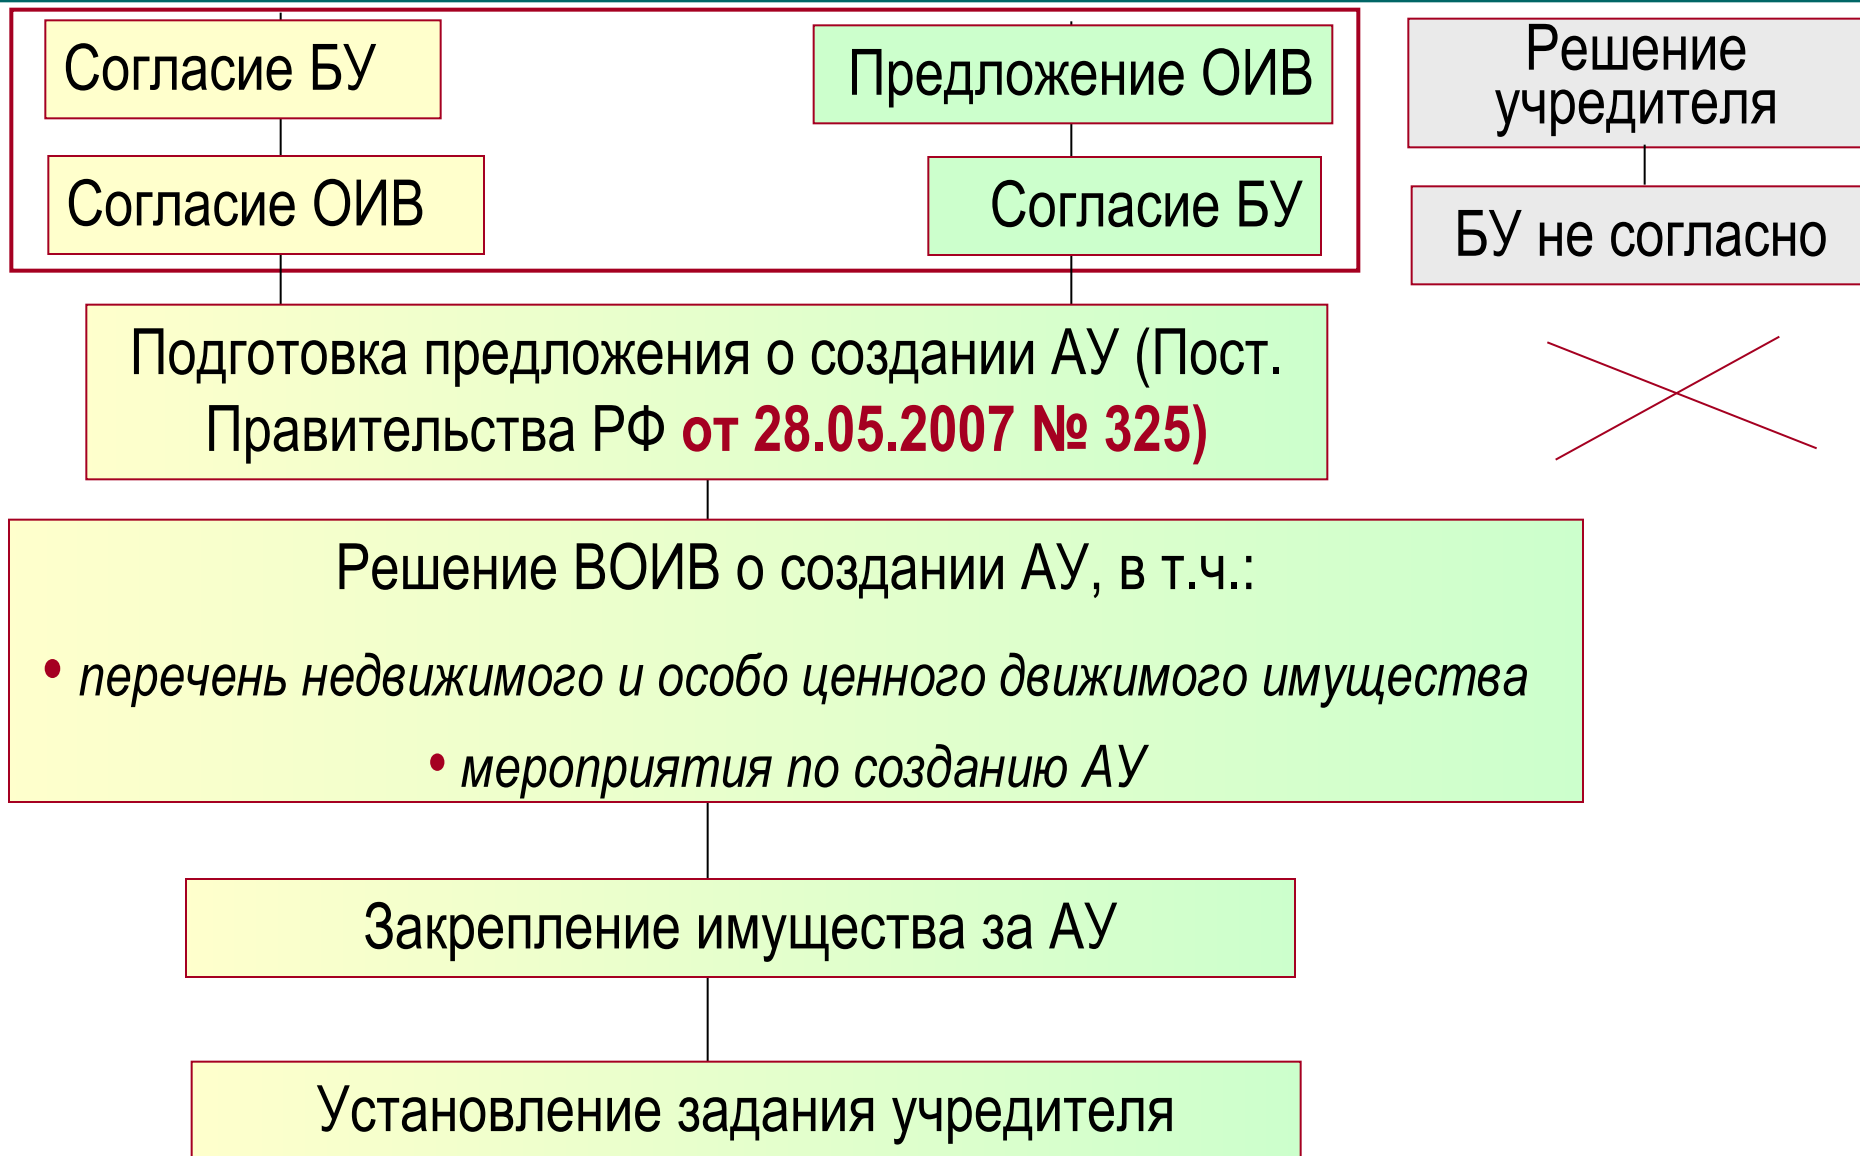 Согласие БУ
Согласие ОИВ
Предложение ОИВ
Согласие БУ
Решение
учредителя
БУ не согласно
Подготовка предложения о создании АУ (Пост.
Правительства РФ от 28.05.2007 № 325)
Решение ВОИВ о создании АУ, в т.ч.:
• перечень недвижимого и особо ценного движимого имущества
• мероприятия по созданию АУ
Закрепление имущества за АУ
Установление задания учредителя